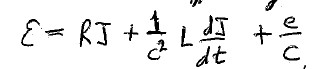 ℰ = RJ + 1/c² L dJ/dt + e/c